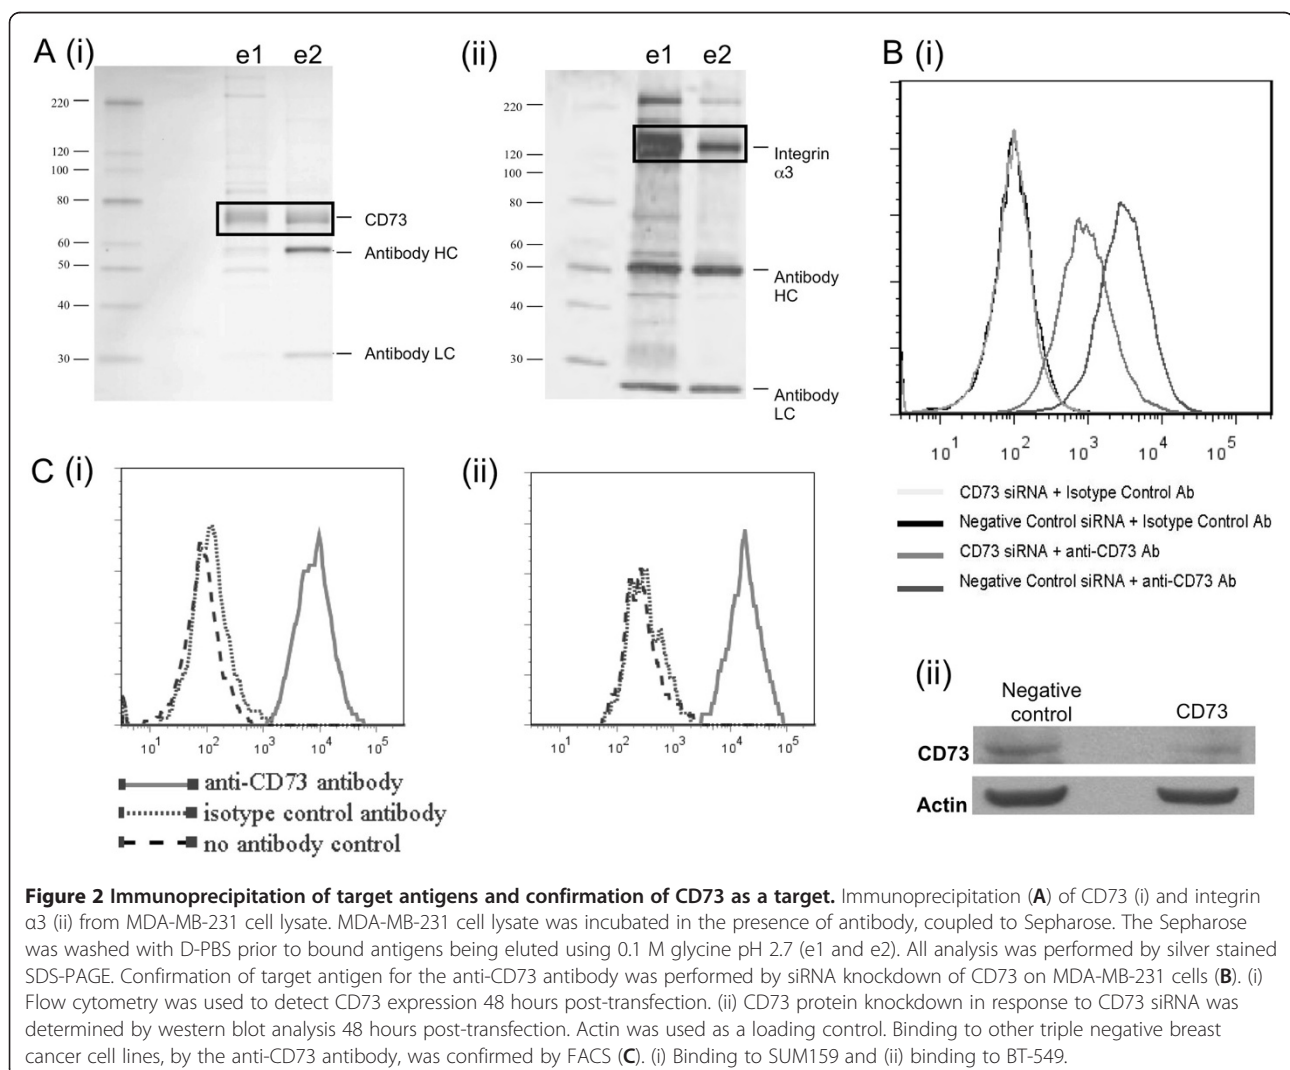 A (i)
e1 e2
220
120
100
80
60
50
40
30
CD73
Antibody HC
Antibody LC
(ii)
e1 e2
220
120
100
80
60
50
40
30
Integrin
α3
Antibody
HC
Antibody
LC
B (i)
10¹ 10² 10³ 10⁴ 10⁵
CD73 siRNA + Isotype Control Ab
Negative Control siRNA + Isotype Control Ab
CD73 siRNA + anti-CD73 Ab
Negative Control siRNA + anti-CD73 Ab
(ii)
Negative
control
CD73
CD73
Actin
C (i)
10¹ 10² 10³ 10⁴ 10⁵
(ii)
10¹ 10² 10³ 10⁴ 10⁵
anti-CD73 antibody
isotype control antibody
no antibody control
Figure 2 Immunoprecipitation of target antigens and confirmation of CD73 as a target. Immunoprecipitation (A) of CD73 (i) and integrin
α3 (ii) from MDA-MB-231 cell lysate. MDA-MB-231 cell lysate was incubated in the presence of antibody, coupled to Sepharose. The Sepharose
was washed with D-PBS prior to bound antigens being eluted using 0.1 M glycine pH 2.7 (e1 and e2). All analysis was performed by silver stained
SDS-PAGE. Confirmation of target antigen for the anti-CD73 antibody was performed by siRNA knockdown of CD73 on MDA-MB-231 cells (B). (i)
Flow cytometry was used to detect CD73 expression 48 hours post-transfection. (ii) CD73 protein knockdown in response to CD73 siRNA was
determined by western blot analysis 48 hours post-transfection. Actin was used as a loading control. Binding to other triple negative breast
cancer cell lines, by the anti-CD73 antibody, was confirmed by FACS (C). (i) Binding to SUM159 and (ii) binding to BT-549.